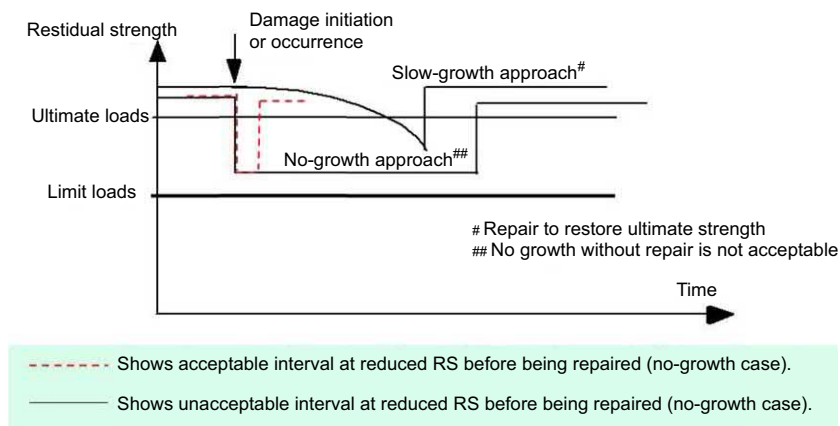 Restidual strength
Damage initiation
or occurrence
Slow-growth approach#
Ultimate loads
No-growth approach##
Limit loads
# Repair to restore ultimate strength
## No growth without repair is not acceptable
Time
Shows acceptable interval at reduced RS before being repaired (no-growth case).
Shows unacceptable interval at reduced RS before being repaired (no-growth case).